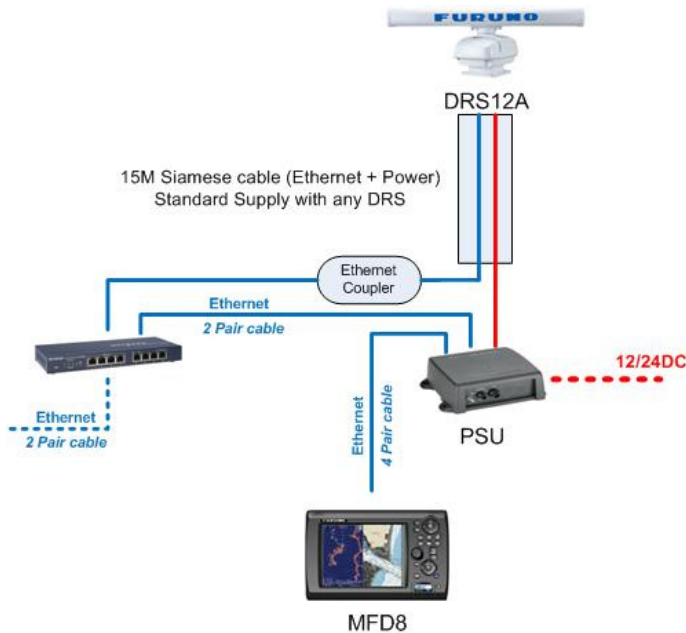 FURUNO
DRS12A
15M Siamese cable (Ethernet + Power)
Standard Supply with any DRS
Ethernet
Coupler
Ethernet
2 Pair cable
12/24DC
Ethernet
4 Pair cable
Ethernet
2 Pair cable
PSU
FURUNO
MFD8